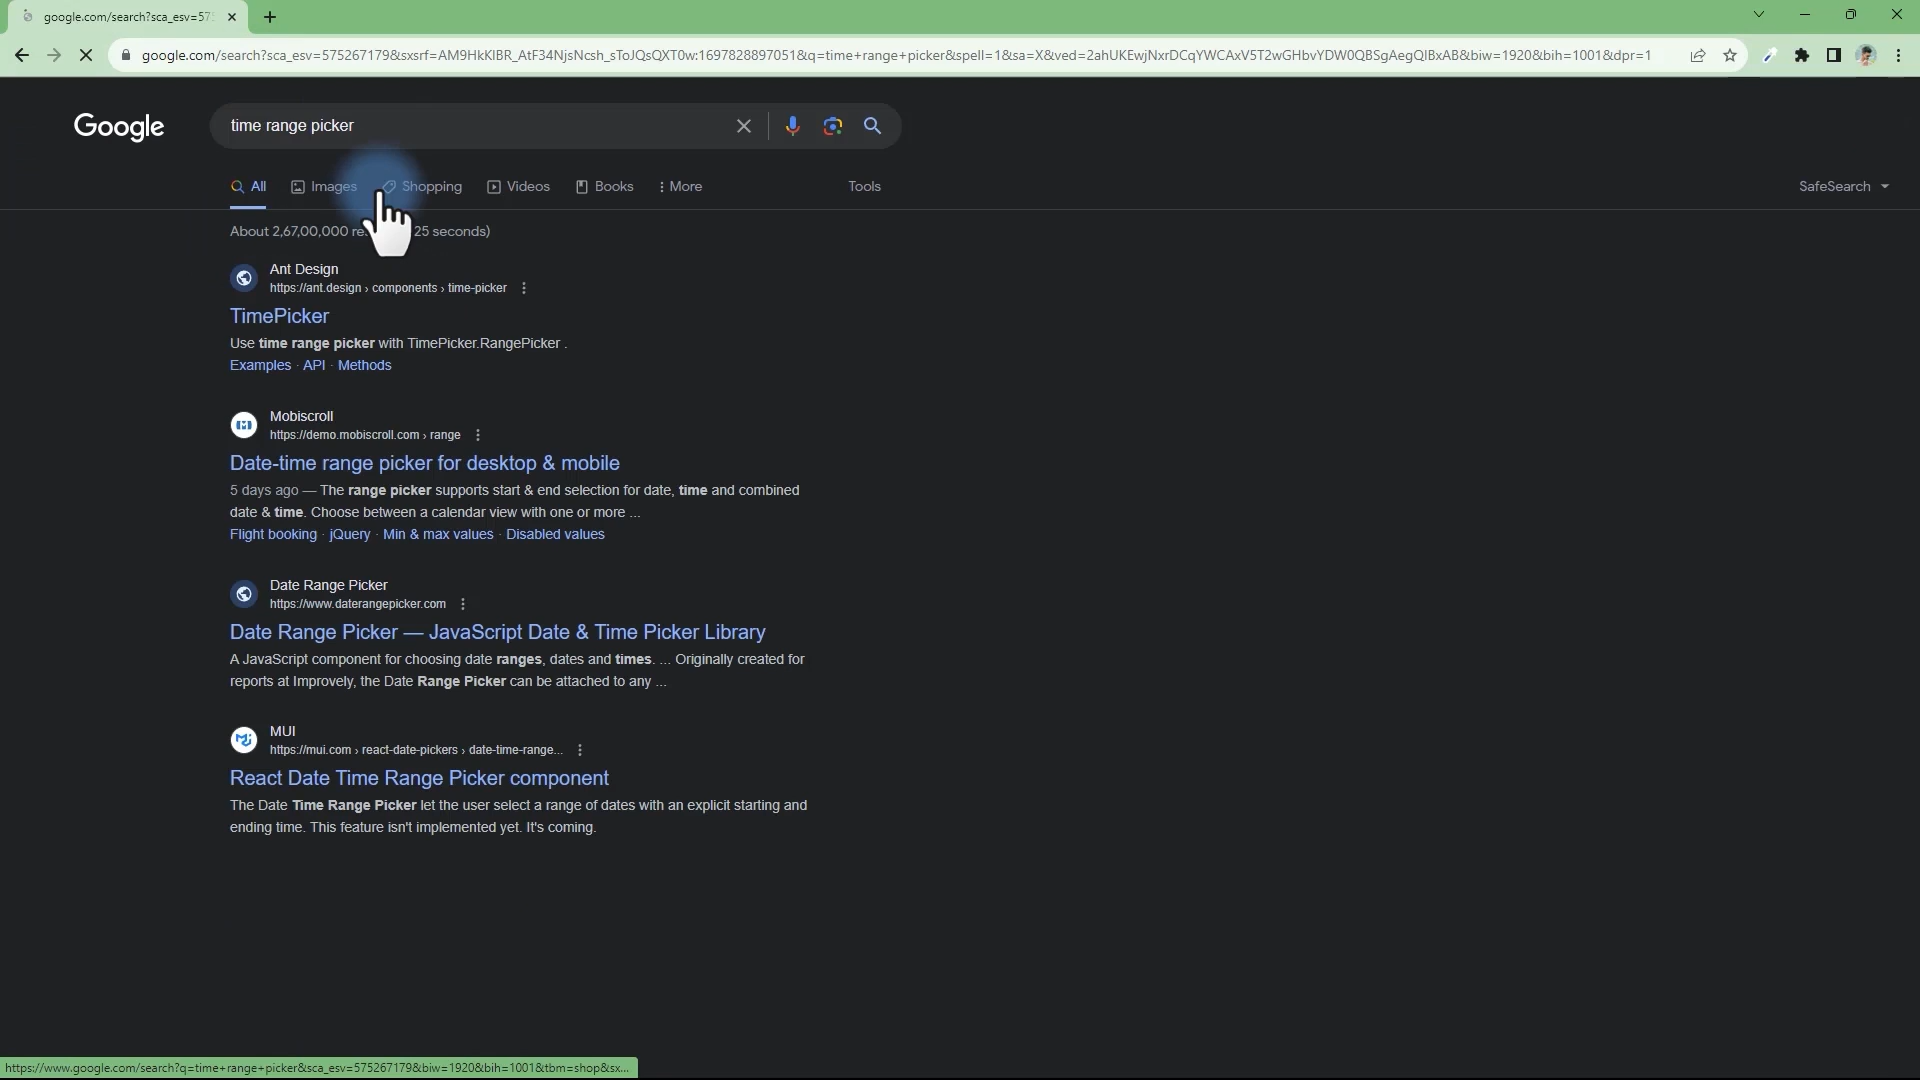 google.com/search?sca_esv=57
google.com/search?sca_esv=575267179&sxsrf=AM9HkKlBR_AtF34NjsNcsh_sToJQsQXT0w:1697828897051&q=time+range+picker&spell=1&sa=X&ved=2ahUKEwjNxrDCqYWCAxV5T2wGHbvYDW0QBSgAegQIBxAB&biw=1920&bih=1001&dpr=1
Google
time range picker
All Images Shopping Videos Books More Tools SafeSearch
About 2,67,00,000 re 25 seconds)
Ant Design
https://ant.design › components › time-picker
TimePicker
Use time range picker with TimePicker.RangePicker .
Examples · API · Methods
Mobiscroll
https://demo.mobiscroll.com › range
Date-time range picker for desktop & mobile
5 days ago — The range picker supports start & end selection for date, time and combined
date & time. Choose between a calendar view with one or more ...
Flight booking · jQuery · Min & max values · Disabled values
Date Range Picker
https://www.daterangepicker.com
Date Range Picker — JavaScript Date & Time Picker Library
A JavaScript component for choosing date ranges, dates and times. ... Originally created for
reports at Improvely, the Date Range Picker can be attached to any ...
MUI
https://mui.com › react-date-pickers › date-time-range...
React Date Time Range Picker component
The Date Time Range Picker let the user select a range of dates with an explicit starting and
ending time. This feature isn't implemented yet. It's coming.
https://www.google.com/search?q=time+range+picker&sca_esv=575267179&biw=1920&bih=1001&tbm=shop&sx...